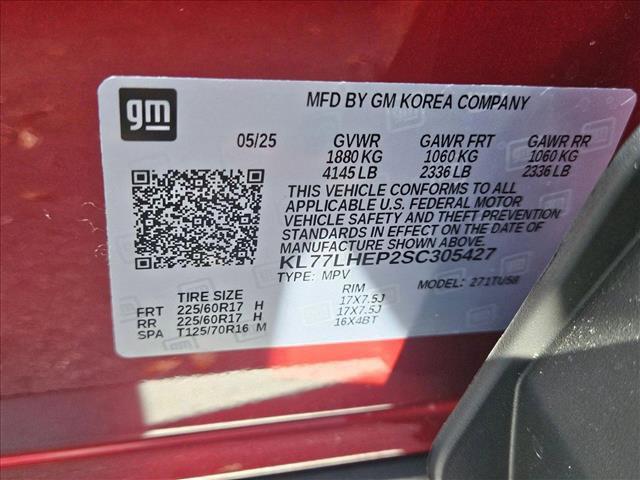 gm
MFD BY GM KOREA COMPANY
05/25 GVWR GAWR FRT GAWR RR
1880 KG 1060 KG 1060 KG
4145 LB 2336 LB 2336 LB
THIS VEHICLE CONFORMS TO ALL
APPLICABLE U.S. FEDERAL MOTOR
VEHICLE SAFETY AND THEFT PREVENTION
STANDARDS IN EFFECT ON THE DATE OF
MANUFACTURE SHOWN ABOVE.
KL77LHEP2SC305427
TYPE: MPV MODEL: 271TU58
TIRE SIZE RIM
FRT 225/60R17 H 17X7.5J
RR 225/60R17 H 17X7.5J
SPA T125/70R16 M 16X4BT